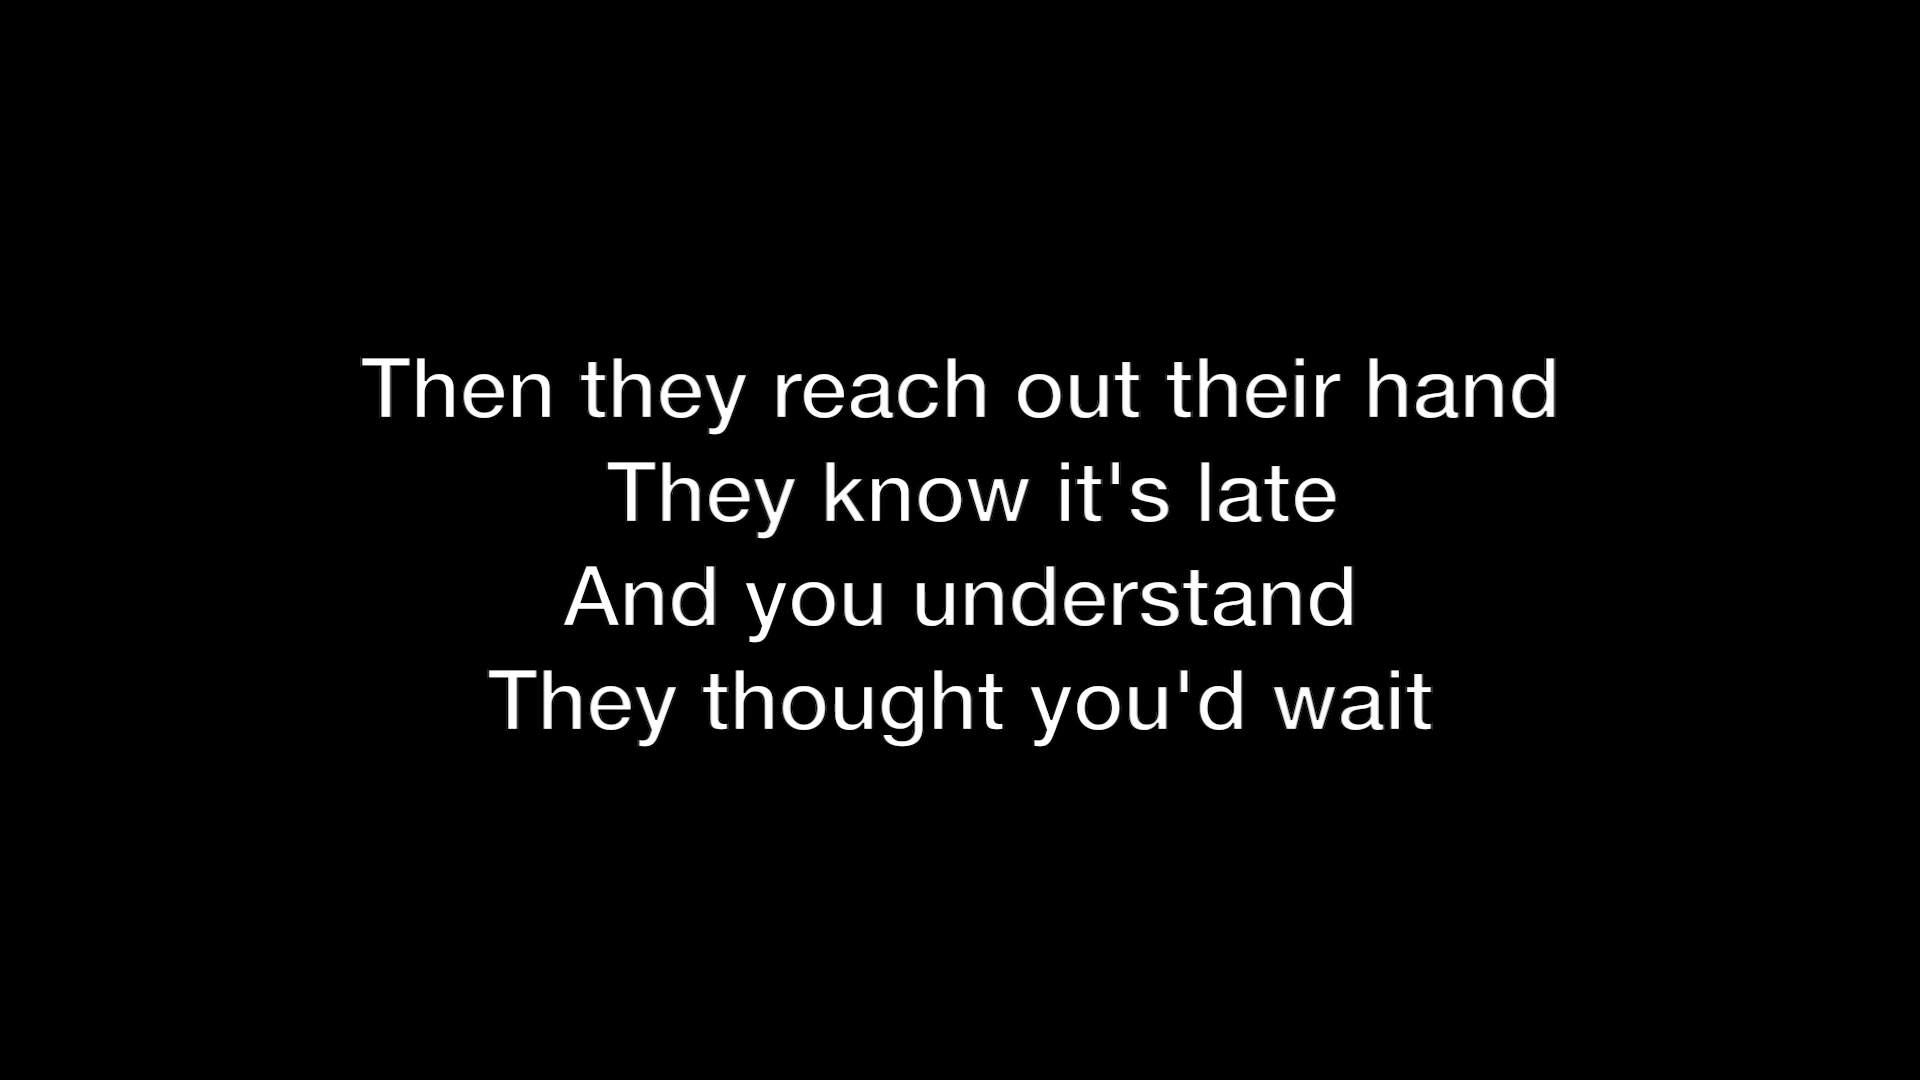 Then they reach out their hand
They know it's late
And you understand
They thought you'd wait